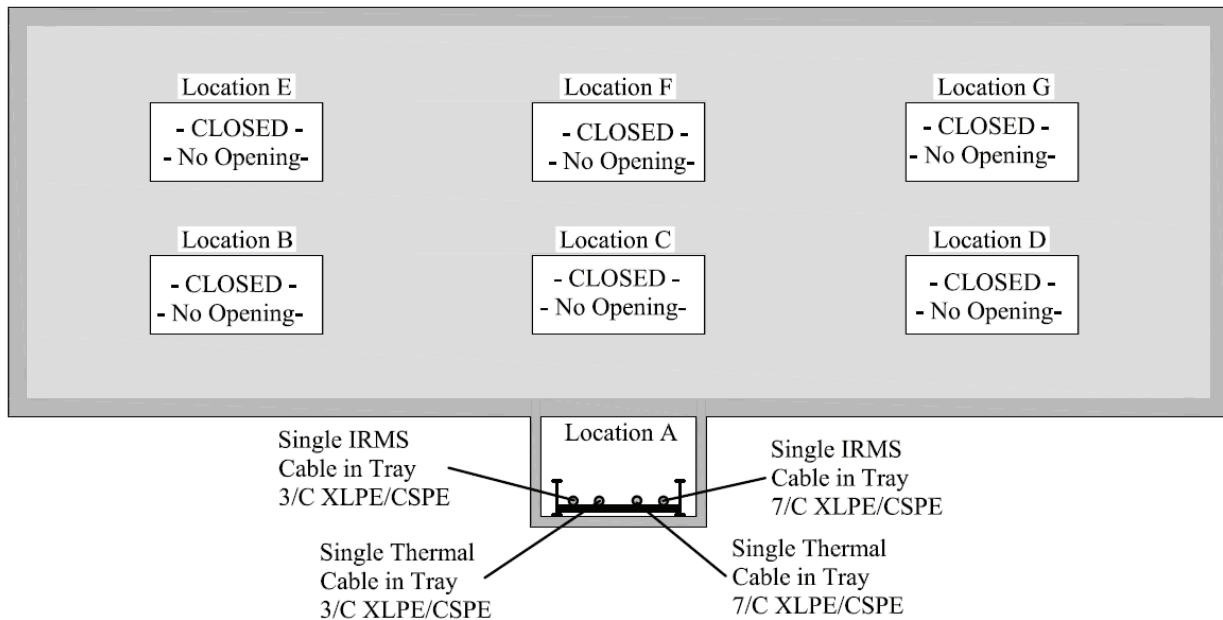 Location E
- CLOSED -
- No Opening-
Location F
- CLOSED -
- No Opening-
Location G
- CLOSED -
- No Opening-
Location B
- CLOSED -
- No Opening-
Location C
- CLOSED -
- No Opening-
Location D
- CLOSED -
- No Opening-
Location A
Single IRMS
Cable in Tray
3/C XLPE/CSPE
Single IRMS
Cable in Tray
7/C XLPE/CSPE
Single Thermal
Cable in Tray
3/C XLPE/CSPE
Single Thermal
Cable in Tray
7/C XLPE/CSPE